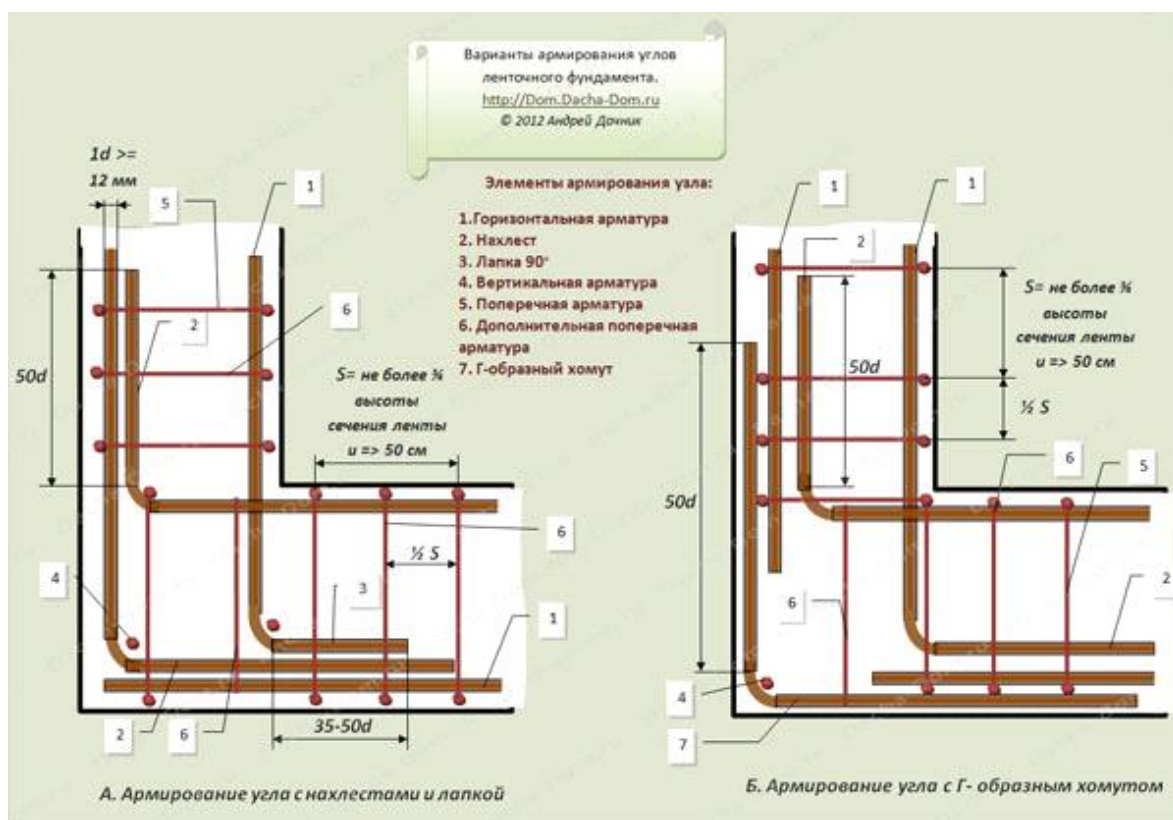 Варианты армирования углов
ленточного фундамента.
http://Dom.Dacha-Dom.ru
© 2012 Андрей Дачник
Элементы армирования узла:
1.Горизонтальная арматура
2. Нахлест
3. Лапка 90°
4. Вертикальная арматура
5. Поперечная арматура
6. Дополнительная поперечная
арматура
7. Г-образный хомут
1d >=
12 мм
5
1
2
6
50d
S= не более ¾
высоты
сечения ленты
и => 50 см
½ S
6
4
3
1
2
6
35-50d
А. Армирование угла с нахлестами и лапкой
1
1
2
S= не более ¾
высоты
сечения ленты
и => 50 см
50d
½ S
6
5
50d
6
2
4
7
Б. Армирование угла с Г- образным хомутом